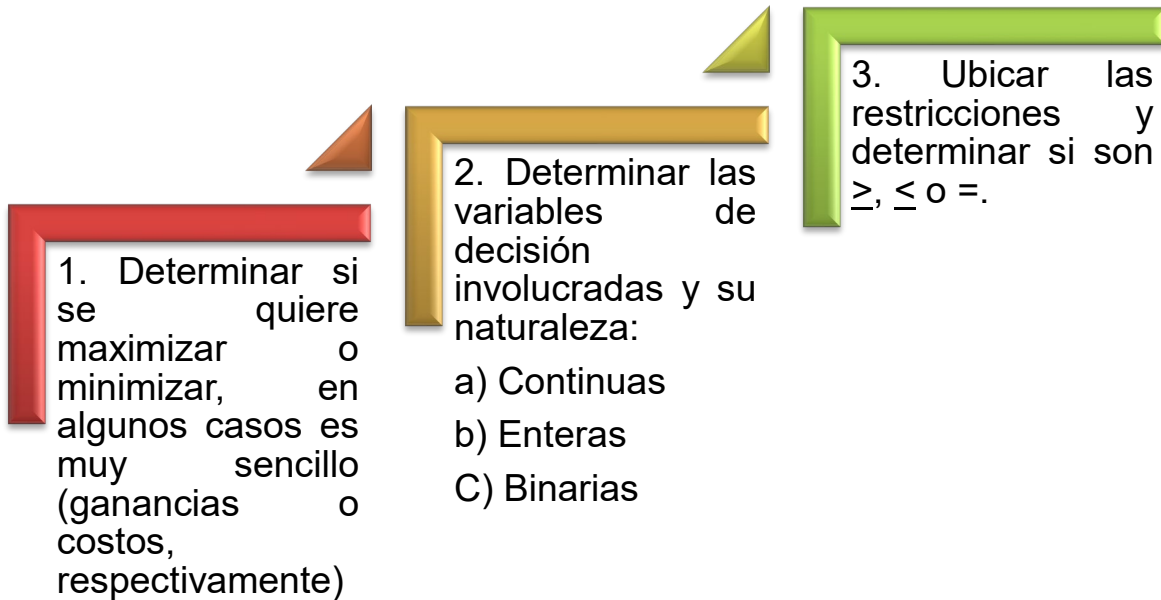 1. Determinar si
se quiere
maximizar o
minimizar, en
algunos casos es
muy sencillo
(ganancias o
costos,
respectivamente)
2. Determinar las
variables de
decisión
involucradas y su
naturaleza:
a) Continuas
b) Enteras
C) Binarias
3. Ubicar las
restricciones y
determinar si son
≥, ≤ o =.